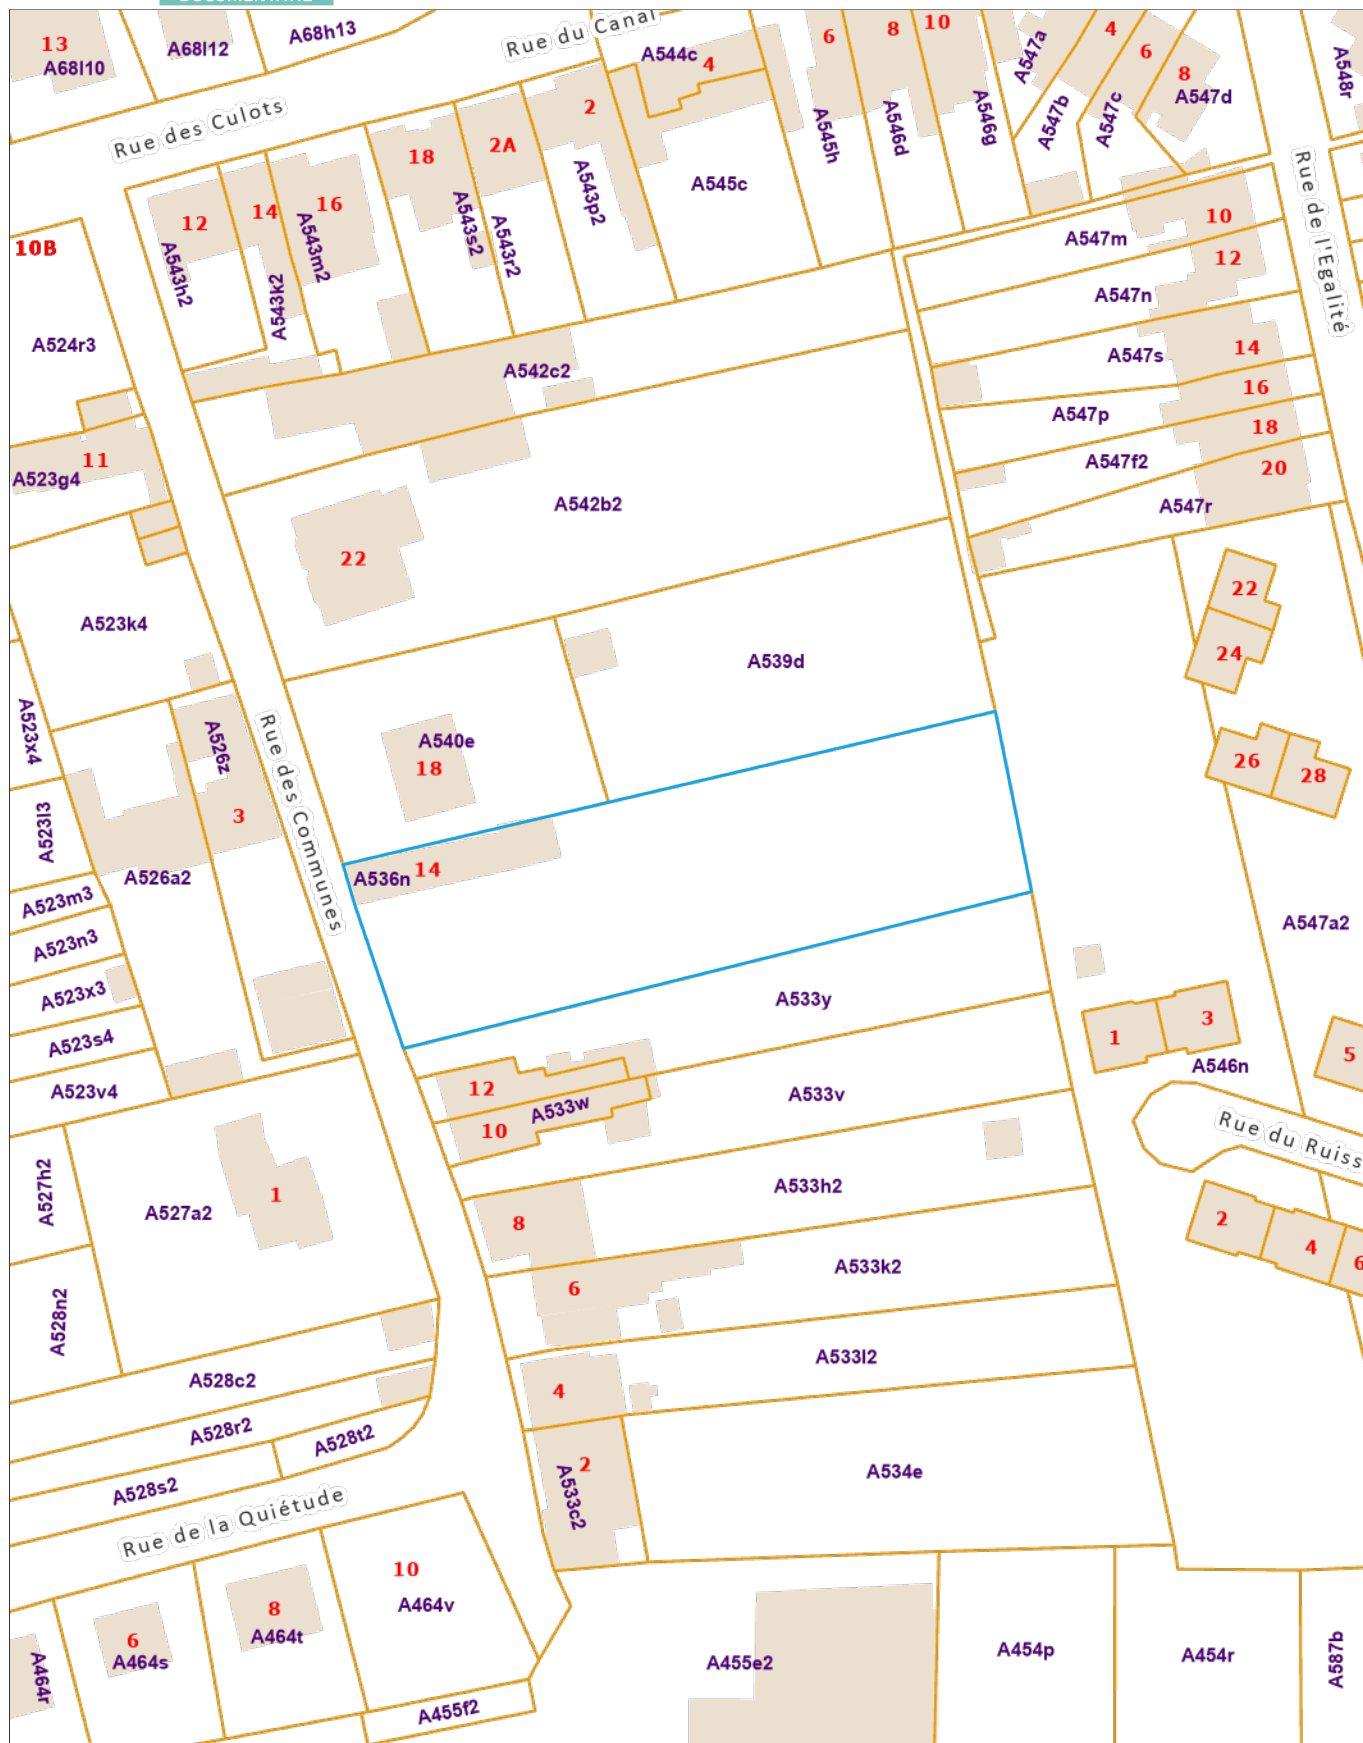 13
A68l10
A68l12
A68h13
Rue du Canal
A544c
4
6
8
10
A547a
4
6
8
A547d
A548r
Rue des Culots
18
2A
2
A543p2
A545c
A545h
A546d
A546g
A547b
A547c
12
14
16
A543h2
A543k2
A543m2
A543s2
A543r2
Rue de l'Egalité
10B
A524r3
A547m
10
12
A547n
A547s
14
16
A547p
18
A547f2
20
A547r
A542c2
11
A523g4
A542b2
22
A523k4
22
24
A539d
A523x4
A526z
Rue des Communes
A540e
18
26
28
A523l3
3
A526a2
A536n
14
A523m3
A523n3
A523x3
A523s4
A523v4
A547a2
A533y
1
3
5
A546n
12
A533w
10
A533v
Rue du Ruiss
A527h2
A527a2
1
A533h2
8
2
4
6
A528n2
6
A533k2
A533l2
A528c2
4
A528r2
A528t2
A528s2
2
A533c2
A534e
Rue de la Quiétude
10
A464v
8
A464t
6
A464s
A464r
A455e2
A454p
A454r
A587b
A455f2